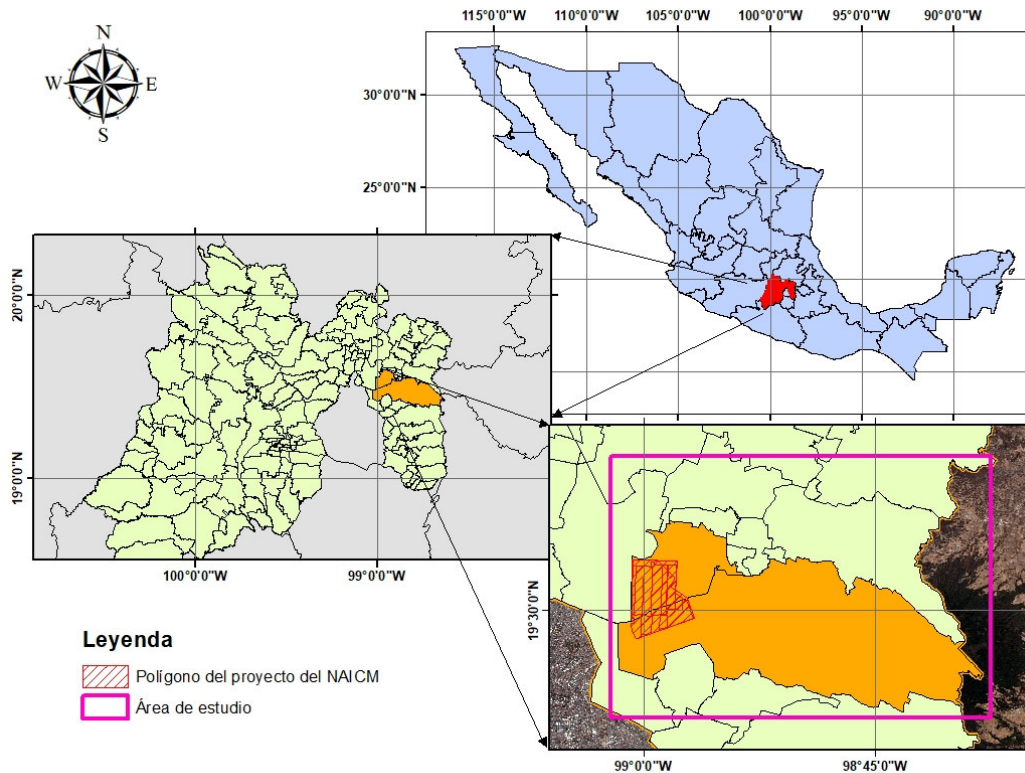 115°0'0"W 110°0'0"W 105°0'0"W 100°0'0"W 95°0'0"W 90°0'0"W
N
W E
S
30°0'0"N
25°0'0"N
20°0'0"N
19°0'0"N
100°0'0"W 99°0'0"W
19°30'0"N
99°0'0"W 98°45'0"W
Leyenda
Polígono del proyecto del NAICM
Área de estudio